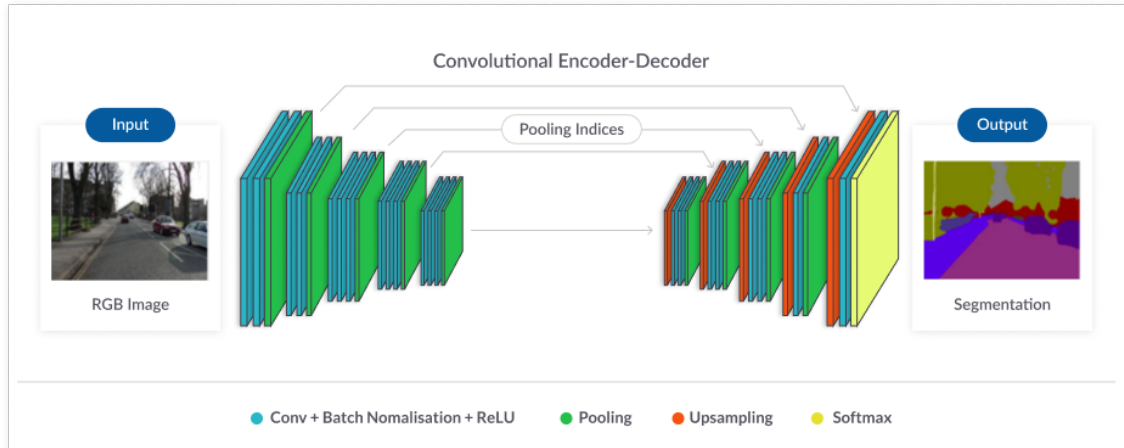 Convolutional Encoder-Decoder
Input
Pooling Indices
Output
RGB Image
Segmentation
Conv + Batch Nomalisation + ReLU
Pooling
Upsampling
Softmax